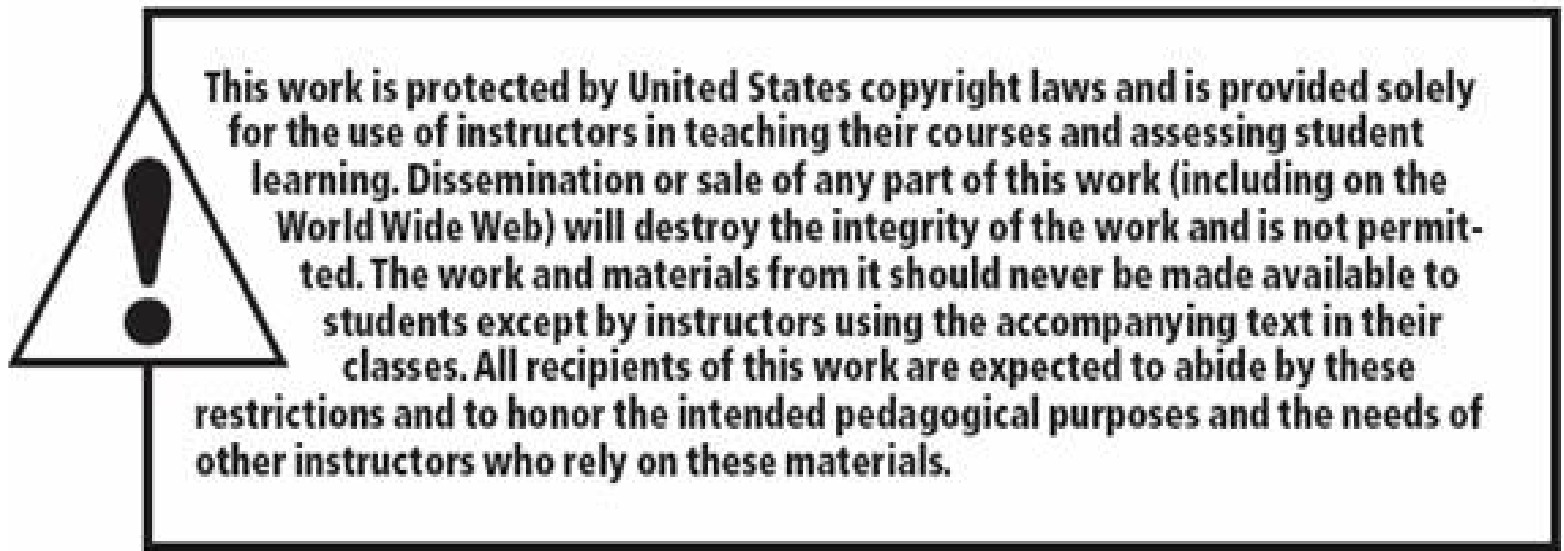 This work is protected by United States copyright laws and is provided solely
for the use of instructors in teaching their courses and assessing student
learning. Dissemination or sale of any part of this work (including on the
World Wide Web) will destroy the integrity of the work and is not permit-
ted. The work and materials from it should never be made available to
students except by instructors using the accompanying text in their
classes. All recipients of this work are expected to abide by these
restrictions and to honor the intended pedagogical purposes and the needs of
other instructors who rely on these materials.